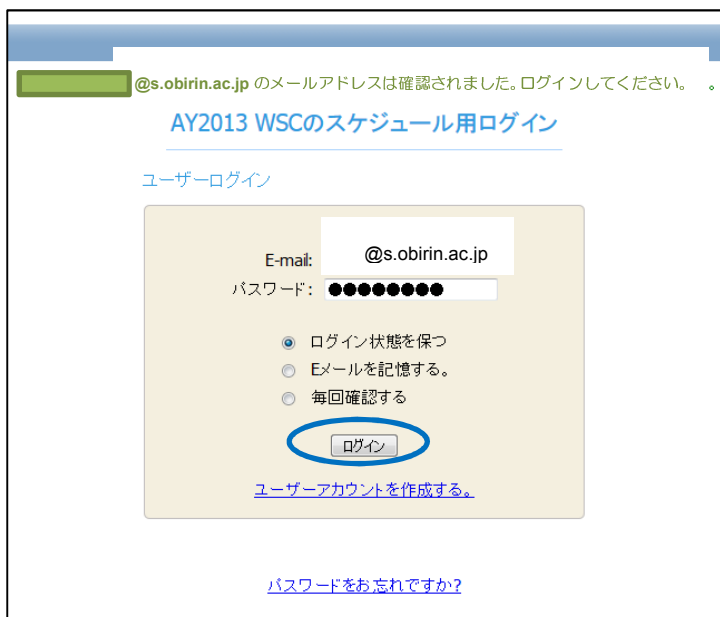 @s.obirin.ac.jp のメールアドレスは確認されました。ログインしてください。 。
AY2013 WSCのスケジュール用ログイン
ユーザーログイン
E-mail: @s.obirin.ac.jp
パスワード: ●●●●●●●●
ログイン状態を保つ
Eメールを記憶する。
毎回確認する
ログイン
ユーザーアカウントを作成する。
パスワードをお忘れですか?